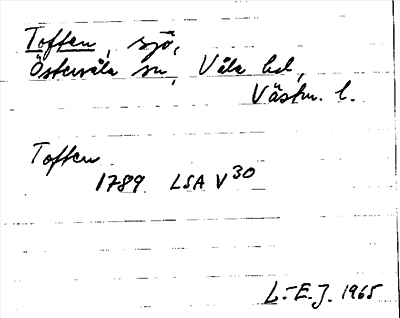 Toften, sjö,
Östervåla sn, Våla hd,
Västm. l.
Toften
1789 LSA V30
L.-E.J. 1965